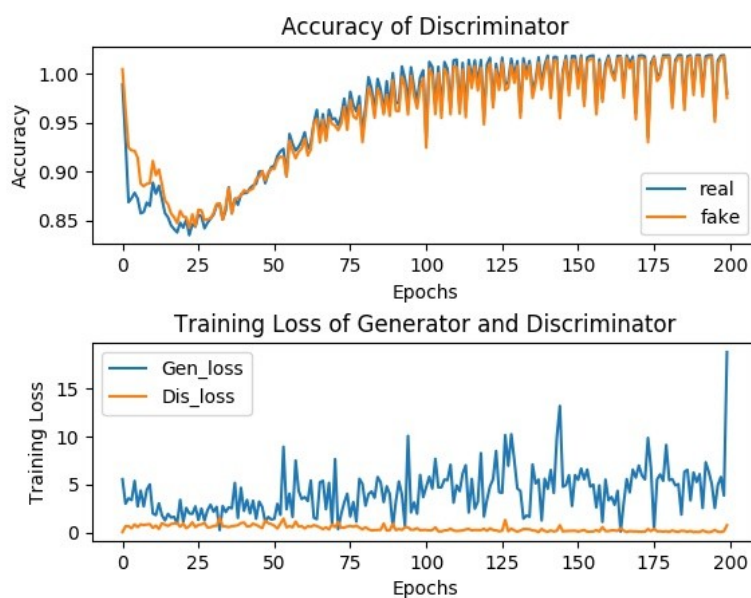 Accuracy of Discriminator
Accuracy
1.00
0.95
0.90
0.85
real
fake
0 25 50 75 100 125 150 175 200
Epochs
Training Loss of Generator and Discriminator
Training Loss
15
10
5
0
Gen_loss
Dis_loss
0 25 50 75 100 125 150 175 200
Epochs